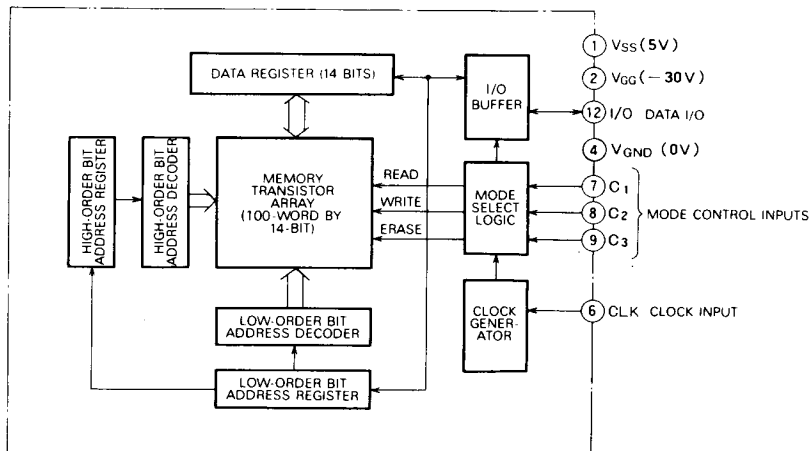 DATA REGISTER (14 BITS)
I/O
BUFFER
1 VSS (5V)
2 VGG (−30V)
12 I/O DATA I/O
4 VGND (0V)
7 C1
8 C2
9 C3
MODE CONTROL INPUTS
6 CLK CLOCK INPUT
HIGH-ORDER BIT
ADDRESS REGISTER
HIGH-ORDER BIT
ADDRESS DECODER
MEMORY
TRANSISTOR
ARRAY
(100-WORD BY
14-BIT)
READ
WRITE
ERASE
MODE
SELECT
LOGIC
CLOCK
GENER-
ATOR
LOW-ORDER BIT
ADDRESS DECODER
LOW-ORDER BIT
ADDRESS REGISTER